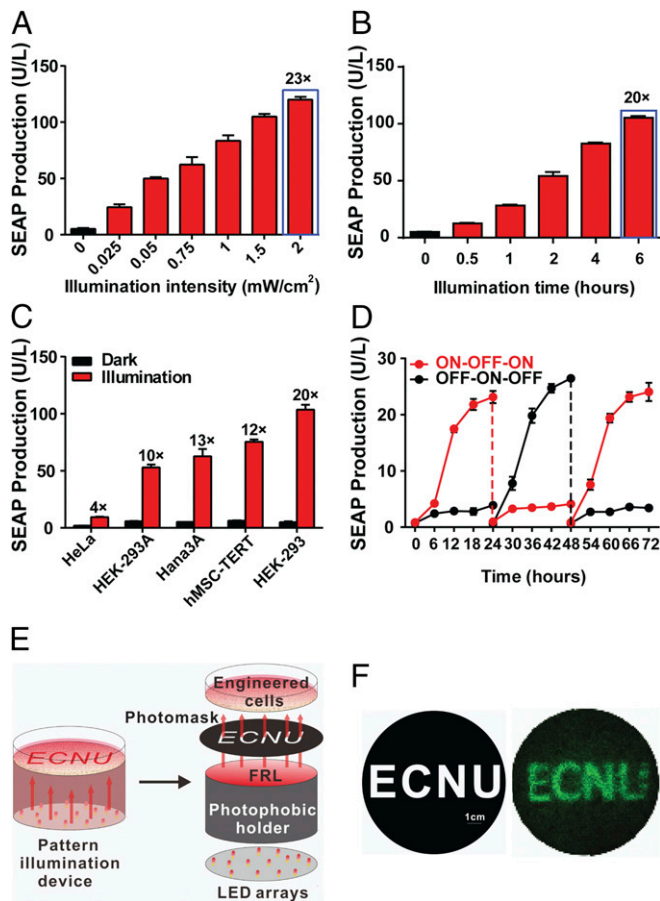 A
SEAP Production (U/L)
150
100
50
0
23×
0
0.025
0.05
0.75
1
1.5
2
Illumination intensity (mW/cm²)
B
SEAP Production (U/L)
150
100
50
0
20×
0 0.5 1 2 4 6
Illumination time (hours)
C
SEAP Production (U/L)
150
100
50
0
Dark
Illumination
4×
10×
13×
12×
20×
HeLa
HEK-293A
Hana3A
hMSC-TERT
HEK-293
D
SEAP Production (U/L)
30
20
10
0
ON-OFF-ON
OFF-ON-OFF
0 6 12 18 24 30 36 42 48 54 60 66 72
Time (hours)
E
ECNU
Pattern
illumination
device
Engineered
cells
Photomask
ECNU
FRL
Photophobic
holder
LED arrays
F
ECNU
1cm
ECNU